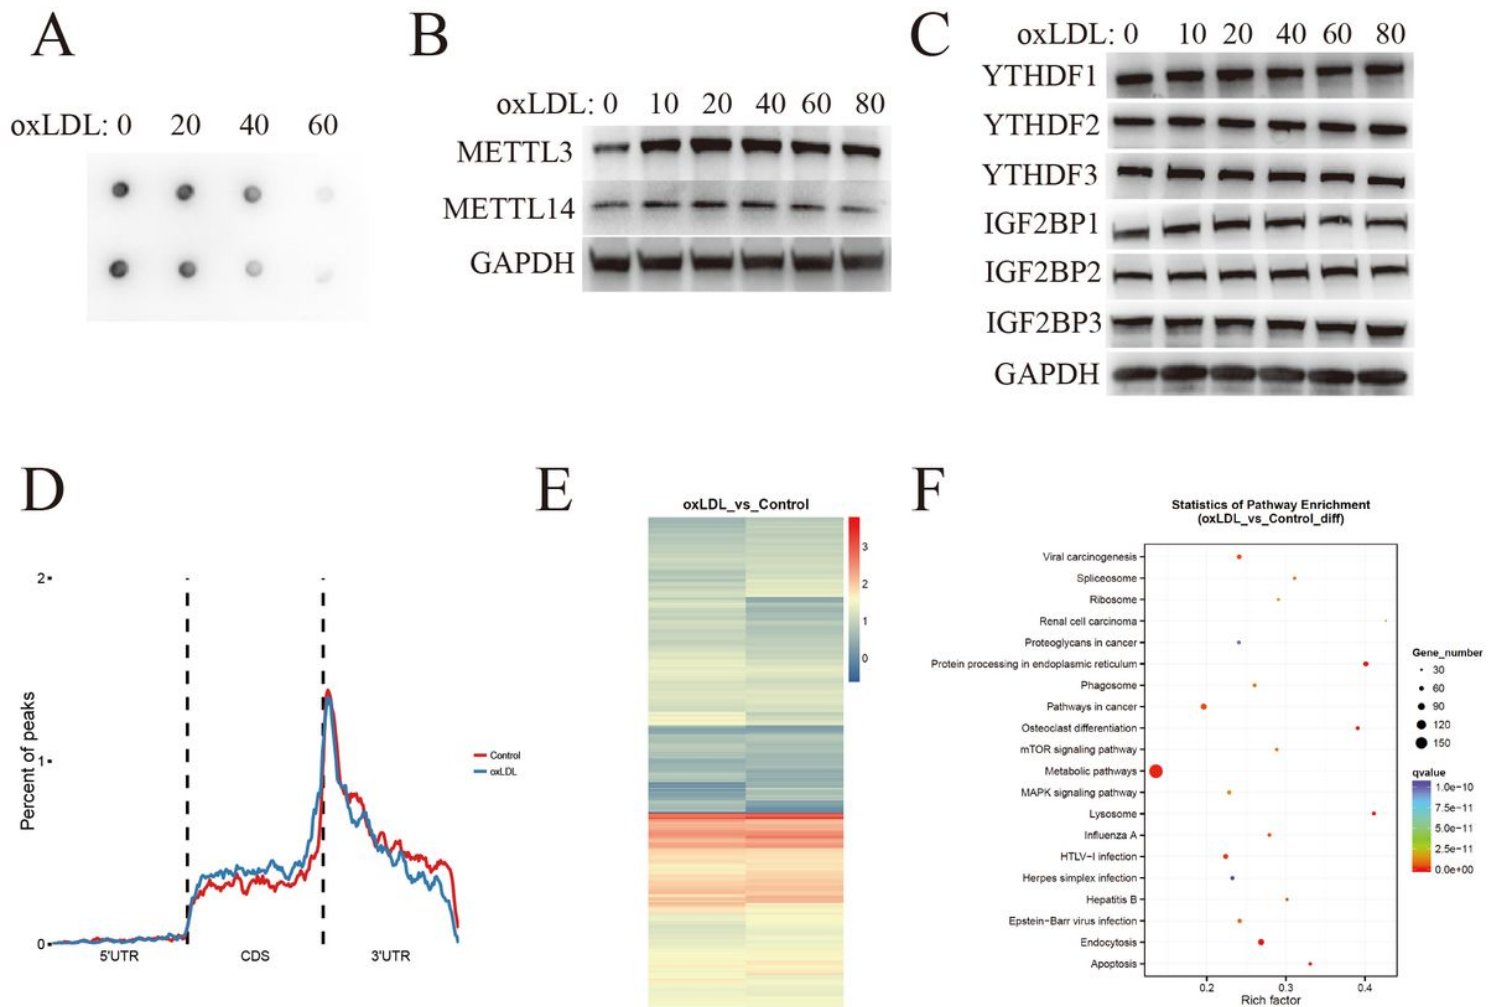 A
oxLDL: 0 20 40 60
B
oxLDL: 0 10 20 40 60 80
METTL3
METTL14
GAPDH
C
oxLDL: 0 10 20 40 60 80
YTHDF1
YTHDF2
YTHDF3
IGF2BP1
IGF2BP2
IGF2BP3
GAPDH
D
Percent of peaks
2
1
0
5'UTR CDS 3'UTR
Control
oxLDL
E
oxLDL_vs_Control
3
2
1
0
F
Statistics of Pathway Enrichment
(oxLDL_vs_Control_diff)
Viral carcinogenesis
Spliceosome
Ribosome
Renal cell carcinoma
Proteoglycans in cancer
Protein processing in endoplasmic reticulum
Phagosome
Pathways in cancer
Osteoclast differentiation
mTOR signaling pathway
Metabolic pathways
MAPK signaling pathway
Lysosome
Influenza A
HTLV-I infection
Herpes simplex infection
Hepatitis B
Epstein-Barr virus infection
Endocytosis
Apoptosis
0.2 0.3 0.4
Rich factor
Gene_number
30
60
90
120
150
qvalue
1.0e-10
7.5e-11
5.0e-11
2.5e-11
0.0e+00